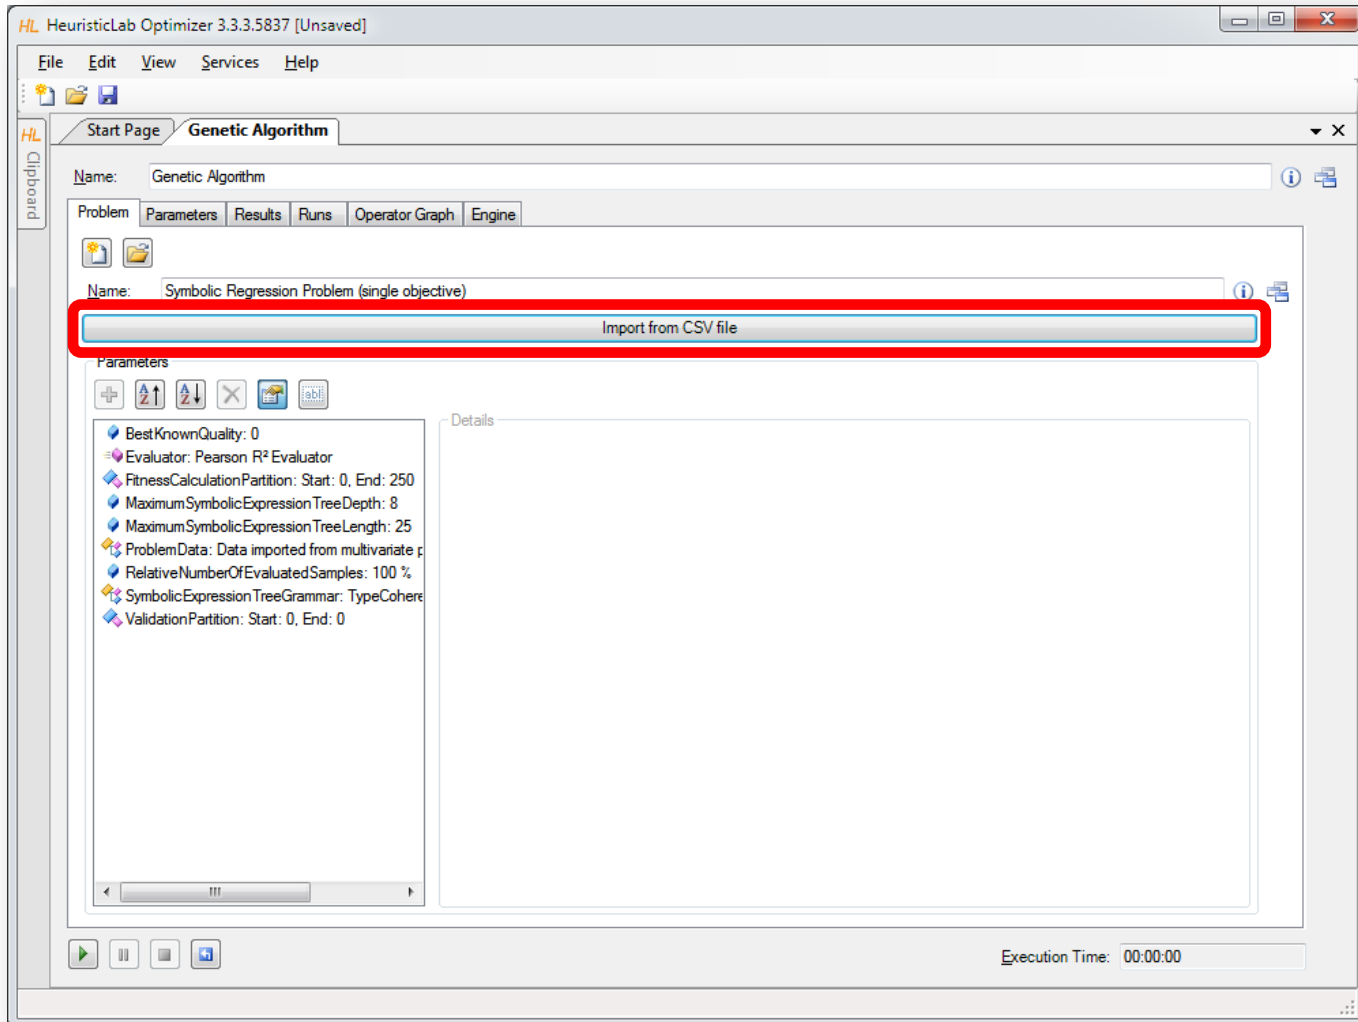 HL HeuristicLab Optimizer 3.3.3.5837 [Unsaved]
File Edit View Services Help
HL Clipboard
Start Page Genetic Algorithm
Name: Genetic Algorithm
Problem Parameters Results Runs Operator Graph Engine
Name: Symbolic Regression Problem (single objective)
Import from CSV file
Parameters
Details
BestKnownQuality: 0
Evaluator: Pearson R² Evaluator
FitnessCalculationPartition: Start: 0, End: 250
MaximumSymbolicExpressionTreeDepth: 8
MaximumSymbolicExpressionTreeLength: 25
ProblemData: Data imported from multivariate p
RelativeNumberOfEvaluatedSamples: 100 %
SymbolicExpressionTreeGrammar: TypeCohere
ValidationPartition: Start: 0, End: 0
Execution Time: 00:00:00